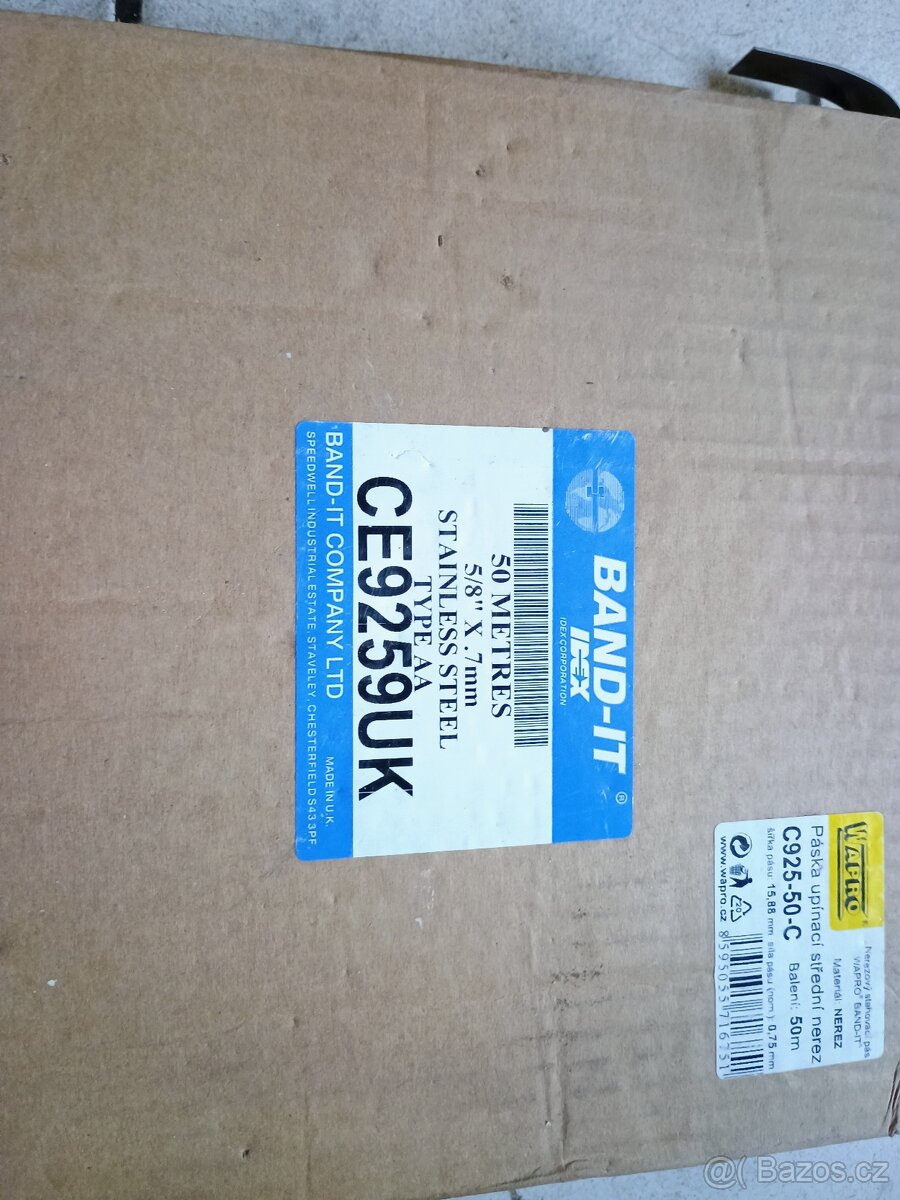 BAND-IT ®
IDEX
IDEX CORPORATION
50 METRES
5/8" X .7mm
STAINLESS STEEL
TYPE AA
CE9259UK
BAND-IT COMPANY LTD
MADE IN U.K.
SPEEDWELL INDUSTRIAL ESTATE, STAVELEY, CHESTERFIELD S43 3PF.
WAPRO
Nerezový stahovací pás
WAPRO® BAND-IT®
Materiál: NEREZ
Páska upínací střední nerez
C925-50-C Balení: 50m
šířka pásu: 15,88 mm síla pásu (nom.): 0,75 mm
20
www.wapro.cz
8595055716751
@( Bazos.cz